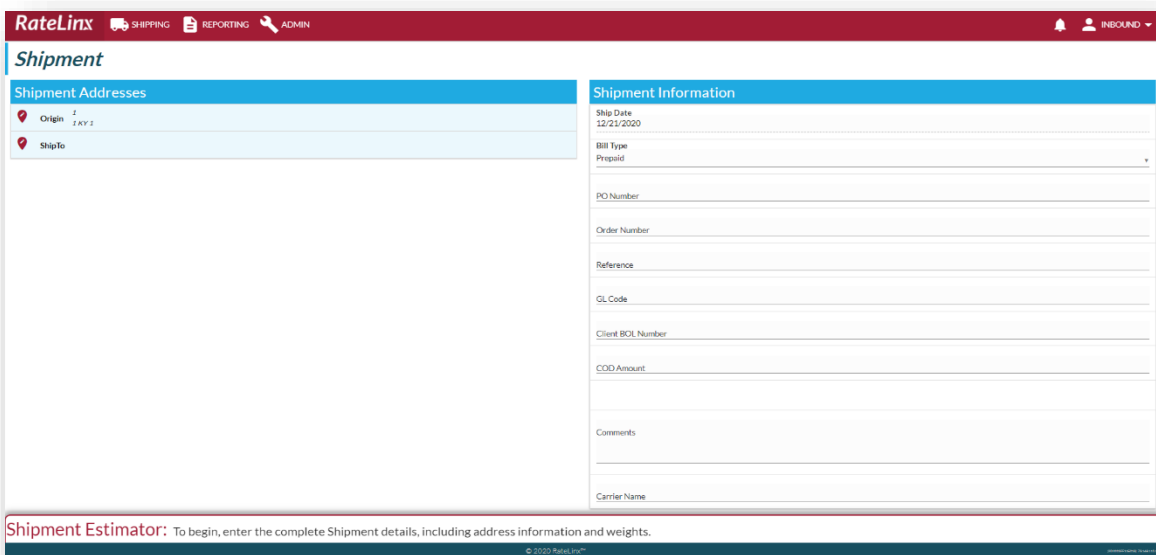 RateLinx SHIPPING REPORTING ADMIN INBOUND
Shipment
Shipment Addresses
Origin 1
1 KY 1
ShipTo
Shipment Information
Ship Date
12/21/2020
Bill Type
Prepaid
PO Number
Order Number
Reference
GL Code
Client BOL Number
COD Amount
Comments
Carrier Name
Shipment Estimator: To begin, enter the complete Shipment details, including address information and weights.
© 2020 RateLinx™